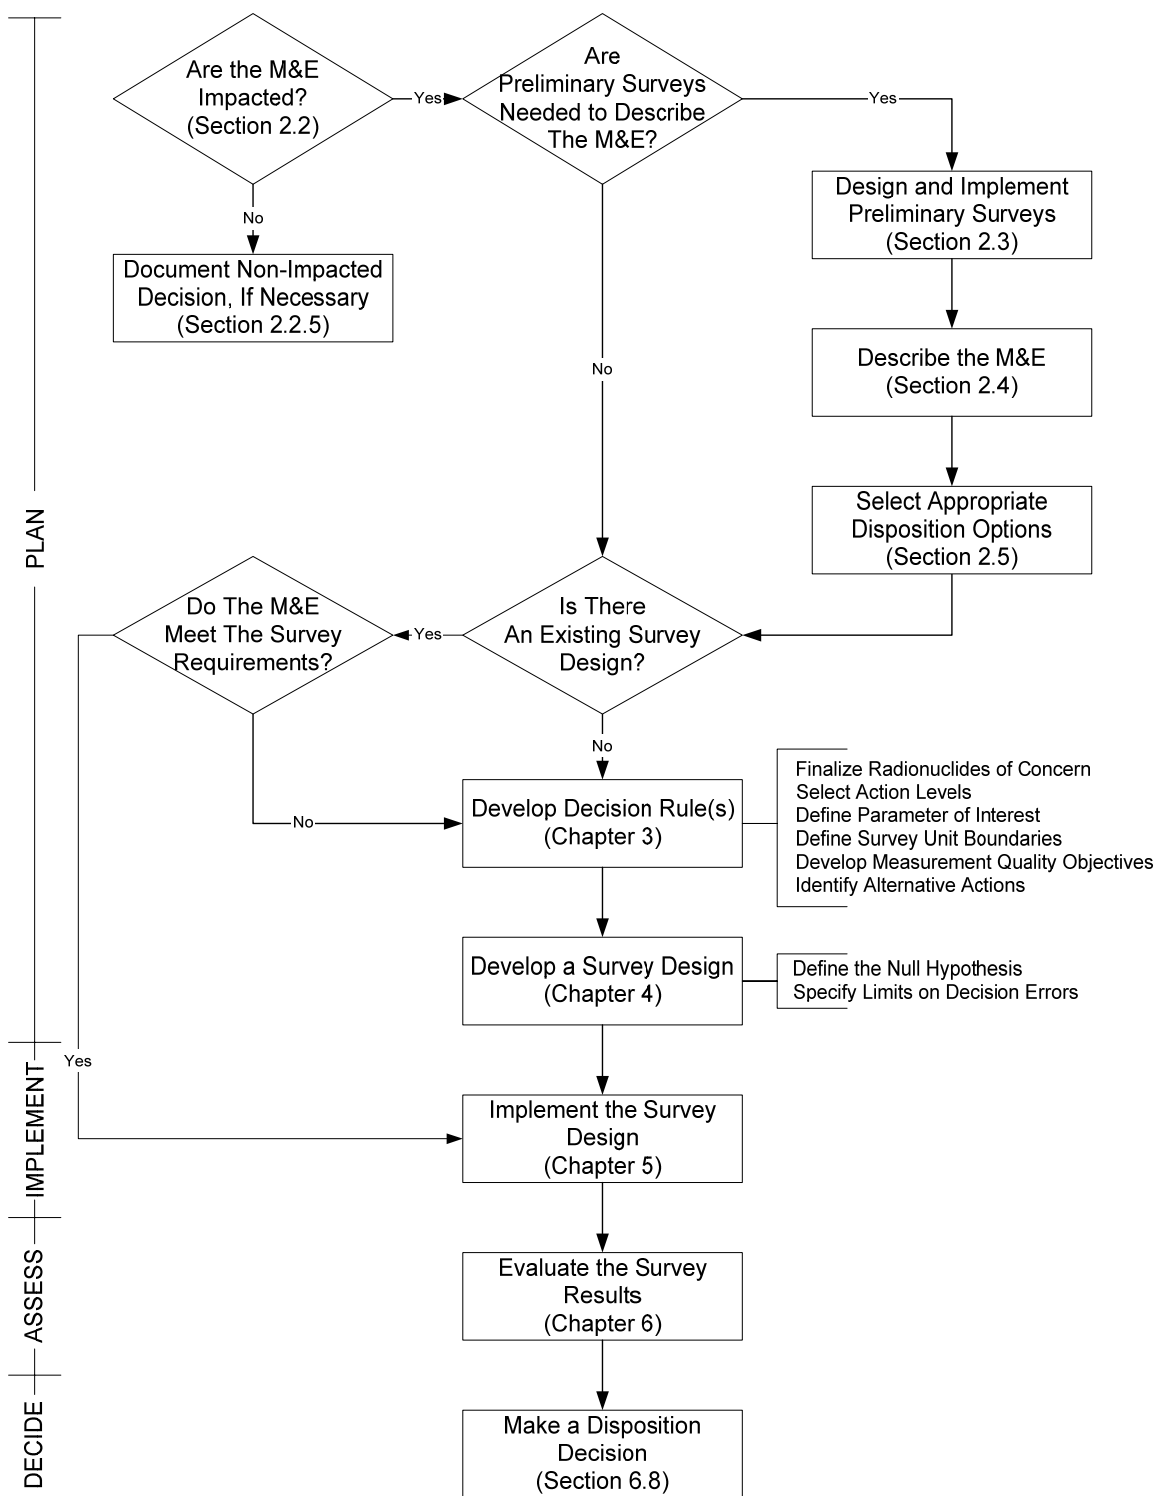 Are the M&E
Impacted?
(Section 2.2)
Yes
Are
Preliminary Surveys
Needed to Describe
The M&E?
Yes
No
Document Non-Impacted
Decision, If Necessary
(Section 2.2.5)
Design and Implement
Preliminary Surveys
(Section 2.3)
Describe the M&E
(Section 2.4)
No
Select Appropriate
Disposition Options
(Section 2.5)
PLAN
Do The M&E
Meet The Survey
Requirements?
Yes
Is There
An Existing Survey
Design?
No
No
Develop Decision Rule(s)
(Chapter 3)
Finalize Radionuclides of Concern
Select Action Levels
Define Parameter of Interest
Define Survey Unit Boundaries
Develop Measurement Quality Objectives
Identify Alternative Actions
Develop a Survey Design
(Chapter 4)
Define the Null Hypothesis
Specify Limits on Decision Errors
Yes
IMPLEMENT
Implement the Survey
Design
(Chapter 5)
ASSESS
Evaluate the Survey
Results
(Chapter 6)
DECIDE
Make a Disposition
Decision
(Section 6.8)